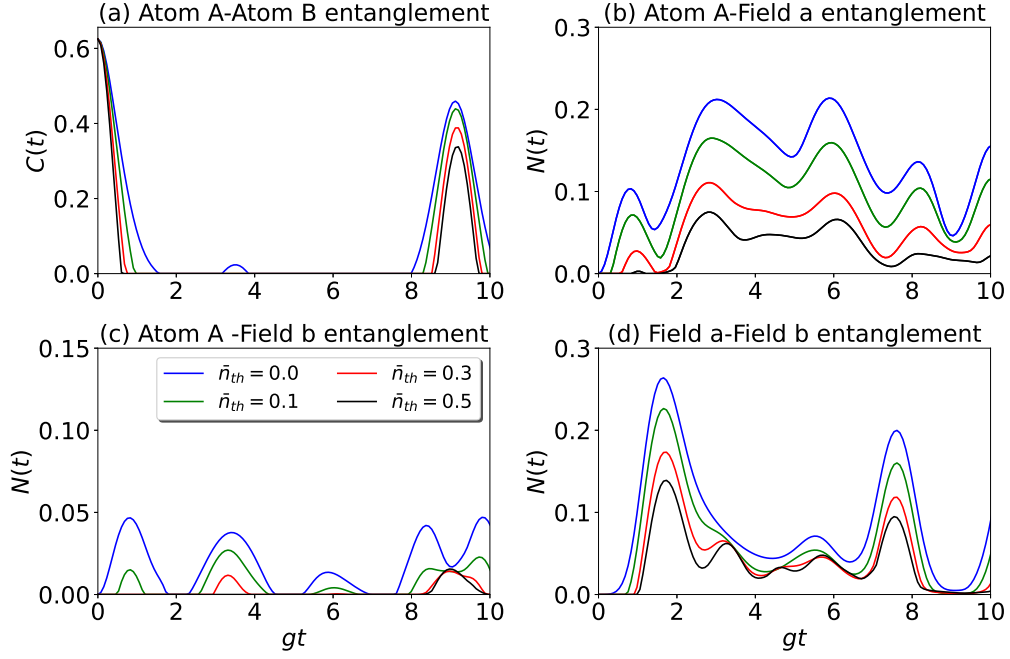 (a) Atom A-Atom B entanglement
C(t)
0.6
0.4
0.2
0.0
0 2 4 6 8 10
(b) Atom A-Field a entanglement
N(t)
0.3
0.2
0.1
0.0
0 2 4 6 8 10
(c) Atom A -Field b entanglement
N(t)
0.15
0.10
0.05
0.00
n̄_th = 0.0 n̄_th = 0.3
n̄_th = 0.1 n̄_th = 0.5
0 2 4 6 8 10
gt
(d) Field a-Field b entanglement
N(t)
0.3
0.2
0.1
0.0
0 2 4 6 8 10
gt